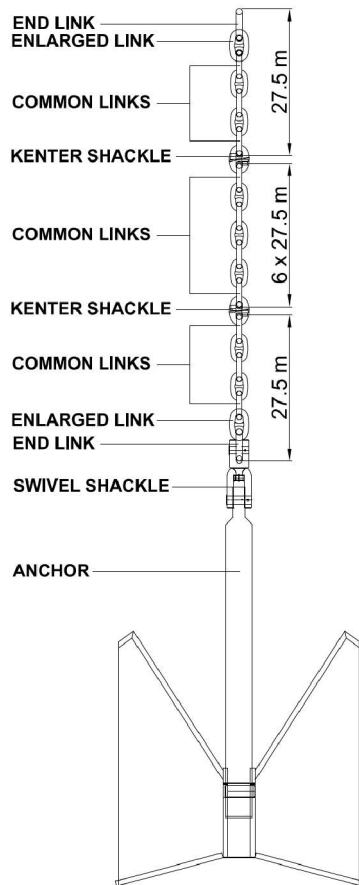 END LINK
ENLARGED LINK
COMMON LINKS
27.5 m
KENTER SHACKLE
COMMON LINKS
6 x 27.5 m
KENTER SHACKLE
COMMON LINKS
27.5 m
ENLARGED LINK
END LINK
SWIVEL SHACKLE
ANCHOR